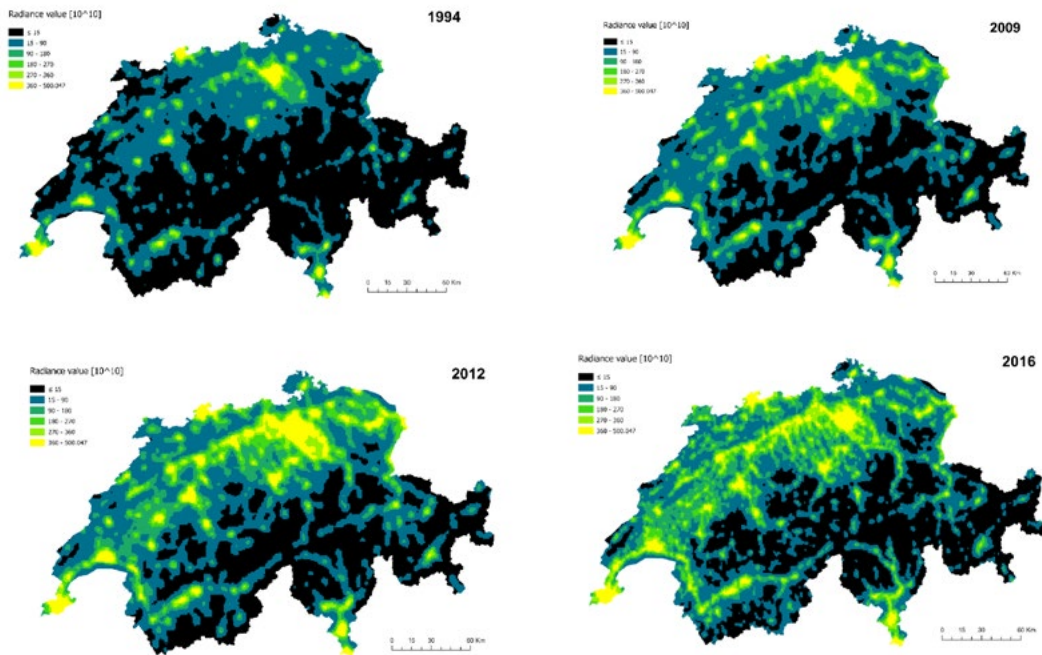 Radiance value [10^10]
1994
≤ 15
15 - 90
90 - 180
180 - 270
270 - 360
360 - 500.047
0 15 30 60 Km
Radiance value [10^10]
2009
≤ 15
15 - 90
90 - 180
180 - 270
270 - 360
360 - 500.047
0 15 30 60 Km
Radiance value [10^10]
2012
≤ 15
15 - 90
90 - 180
180 - 270
270 - 360
360 - 500.047
0 15 30 60 Km
Radiance value [10^10]
2016
≤ 15
15 - 90
90 - 180
180 - 270
270 - 360
360 - 500.047
0 15 30 60 Km